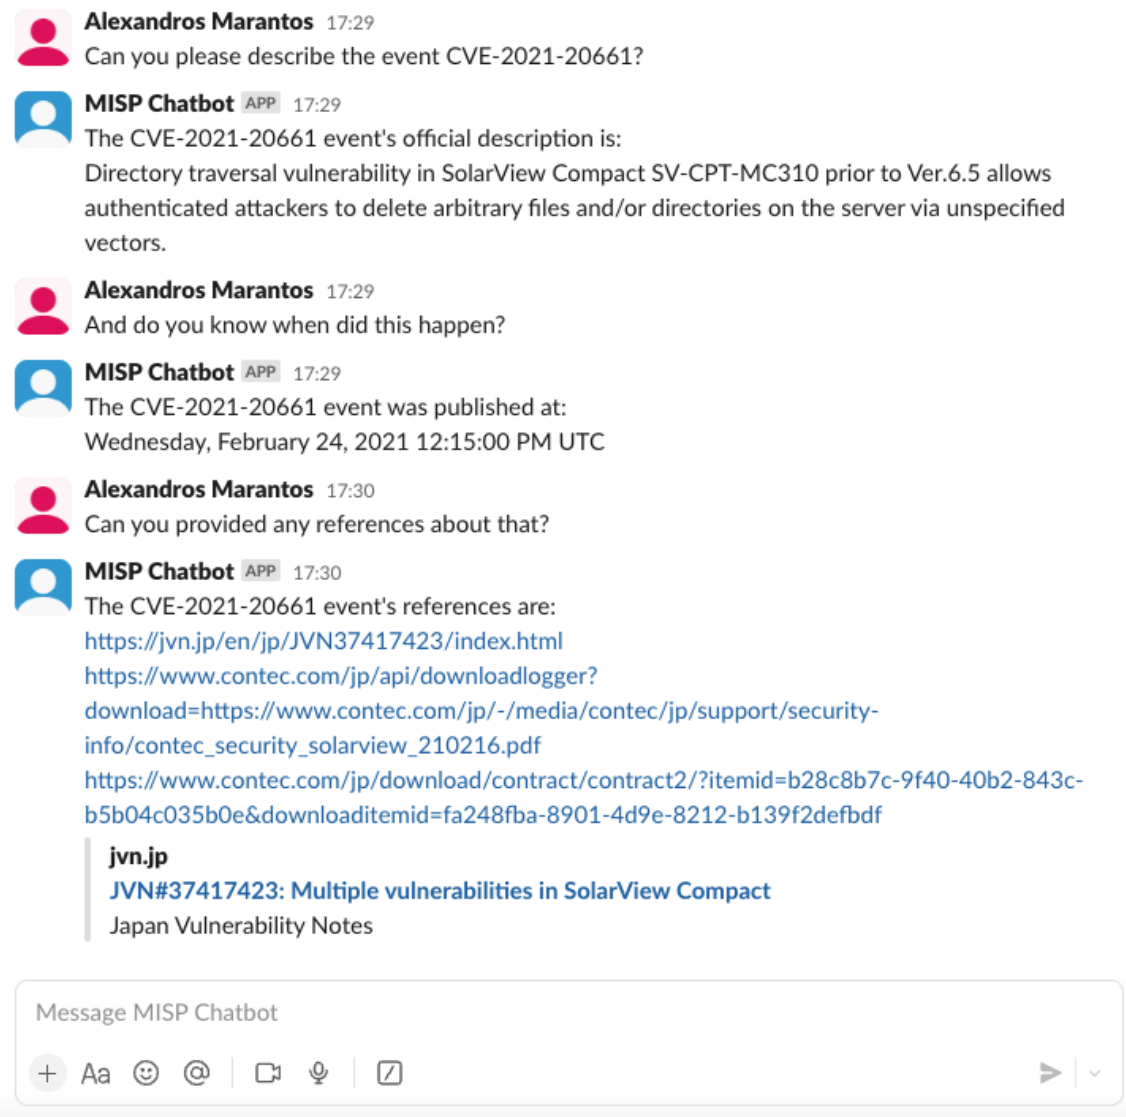 Alexandros Marantos 17:29
Can you please describe the event CVE-2021-20661?
MISP Chatbot APP 17:29
The CVE-2021-20661 event's official description is:
Directory traversal vulnerability in SolarView Compact SV-CPT-MC310 prior to Ver.6.5 allows
authenticated attackers to delete arbitrary files and/or directories on the server via unspecified
vectors.
Alexandros Marantos 17:29
And do you know when did this happen?
MISP Chatbot APP 17:29
The CVE-2021-20661 event was published at:
Wednesday, February 24, 2021 12:15:00 PM UTC
Alexandros Marantos 17:30
Can you provided any references about that?
MISP Chatbot APP 17:30
The CVE-2021-20661 event's references are:
https://jvn.jp/en/jp/JVN37417423/index.html
https://www.contec.com/jp/api/downloadlogger?
download=https://www.contec.com/jp/-/media/contec/jp/support/security-
info/contec_security_solarview_210216.pdf
https://www.contec.com/jp/download/contract/contract2/?itemid=b28c8b7c-9f40-40b2-843c-
b5b04c035b0e&downloaditemid=fa248fba-8901-4d9e-8212-b139f2defbdf
jvn.jp
JVN#37417423: Multiple vulnerabilities in SolarView Compact
Japan Vulnerability Notes
Message MISP Chatbot
Aa